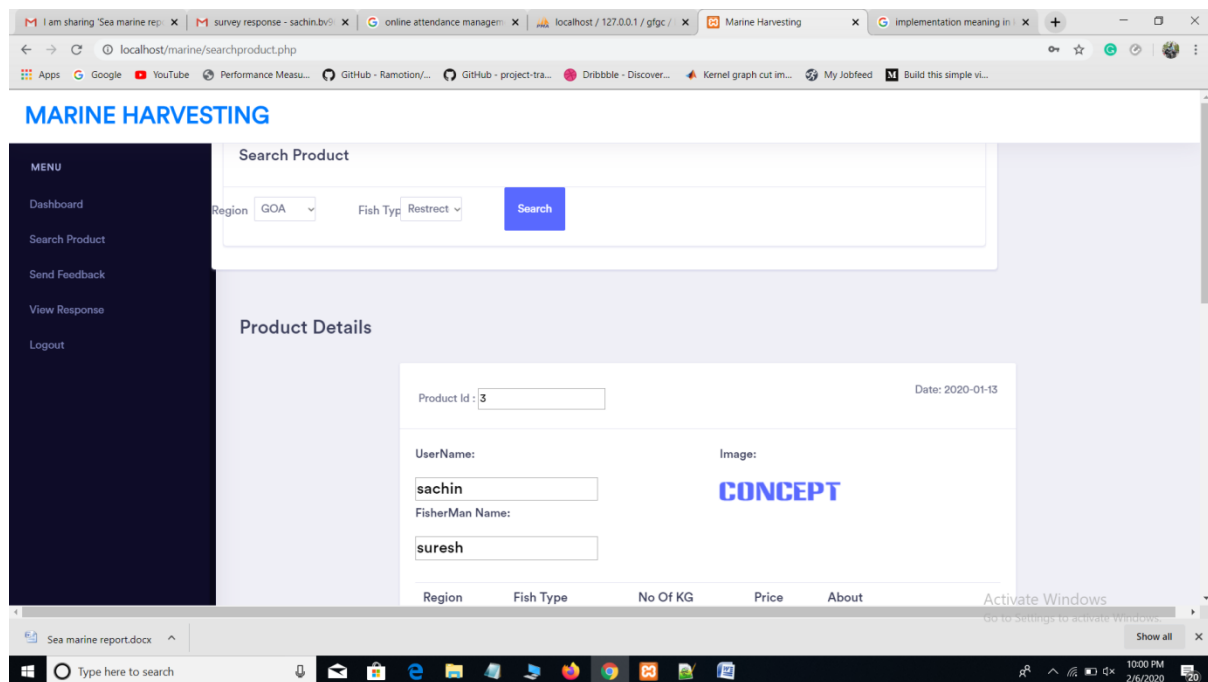 I am sharing 'Sea marine rep
survey response - sachin.bv9
online attendance managem
localhost / 127.0.0.1 / gfgc /
Marine Harvesting
implementation meaning in
localhost/marine/searchproduct.php
Apps Google YouTube Performance Measu... GitHub - Ramotion/... GitHub - project-tra... Dribbble - Discover... Kernel graph cut im... My Jobfeed Build this simple vi...
MARINE HARVESTING
MENU
Dashboard
Search Product
Send Feedback
View Response
Logout
Search Product
Region GOA Fish Typ Restrect Search
Product Details
Product Id : 3 Date: 2020-01-13
UserName: Image:
sachin CONCEPT
FisherMan Name:
suresh
Region Fish Type No Of KG Price About
Activate Windows
Go to Settings to activate Windows.
Sea marine report.docx Show all
Type here to search
10:00 PM
2/6/2020
20